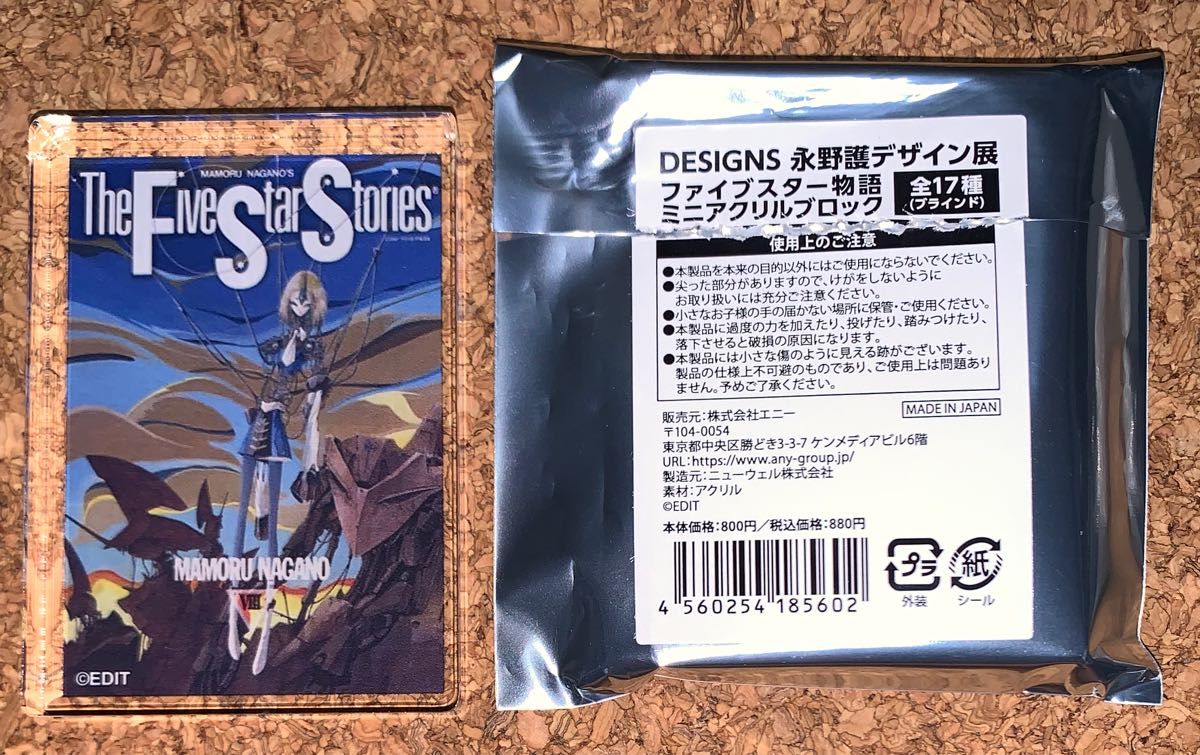 MAMORU NAGANO'S
The Five Star Stories®
MAMORU NAGANO
VIII
©EDIT
DESIGNS 永野護デザイン展
ファイブスター物語
ミニアクリルブロック
全17種
(ブラインド)
使用上のご注意
●本製品を本来の目的以外にはご使用にならないでください。
●尖った部分がありますので、けがをしないように
お取り扱いには充分ご注意ください。
●小さなお子様の手の届かない場所に保管・ご使用ください。
●本製品に過度の力を加えたり、投げたり、踏みつけたり、
落下させると破損の原因になります。
●本製品には小さな傷のように見える跡がございます。
製品の仕様上不可避のものであり、ご使用上は問題あり
ません。予めご了承ください。
販売元:株式会社エニー
MADE IN JAPAN
〒104-0054
東京都中央区勝どき3-3-7 ケンメディアビル6階
URL:https://www.any-group.jp/
製造元:ニューウェル株式会社
素材:アクリル
©EDIT
本体価格:800円／税込価格:880円
4 560254 185602
プラ
外装
紙
シール